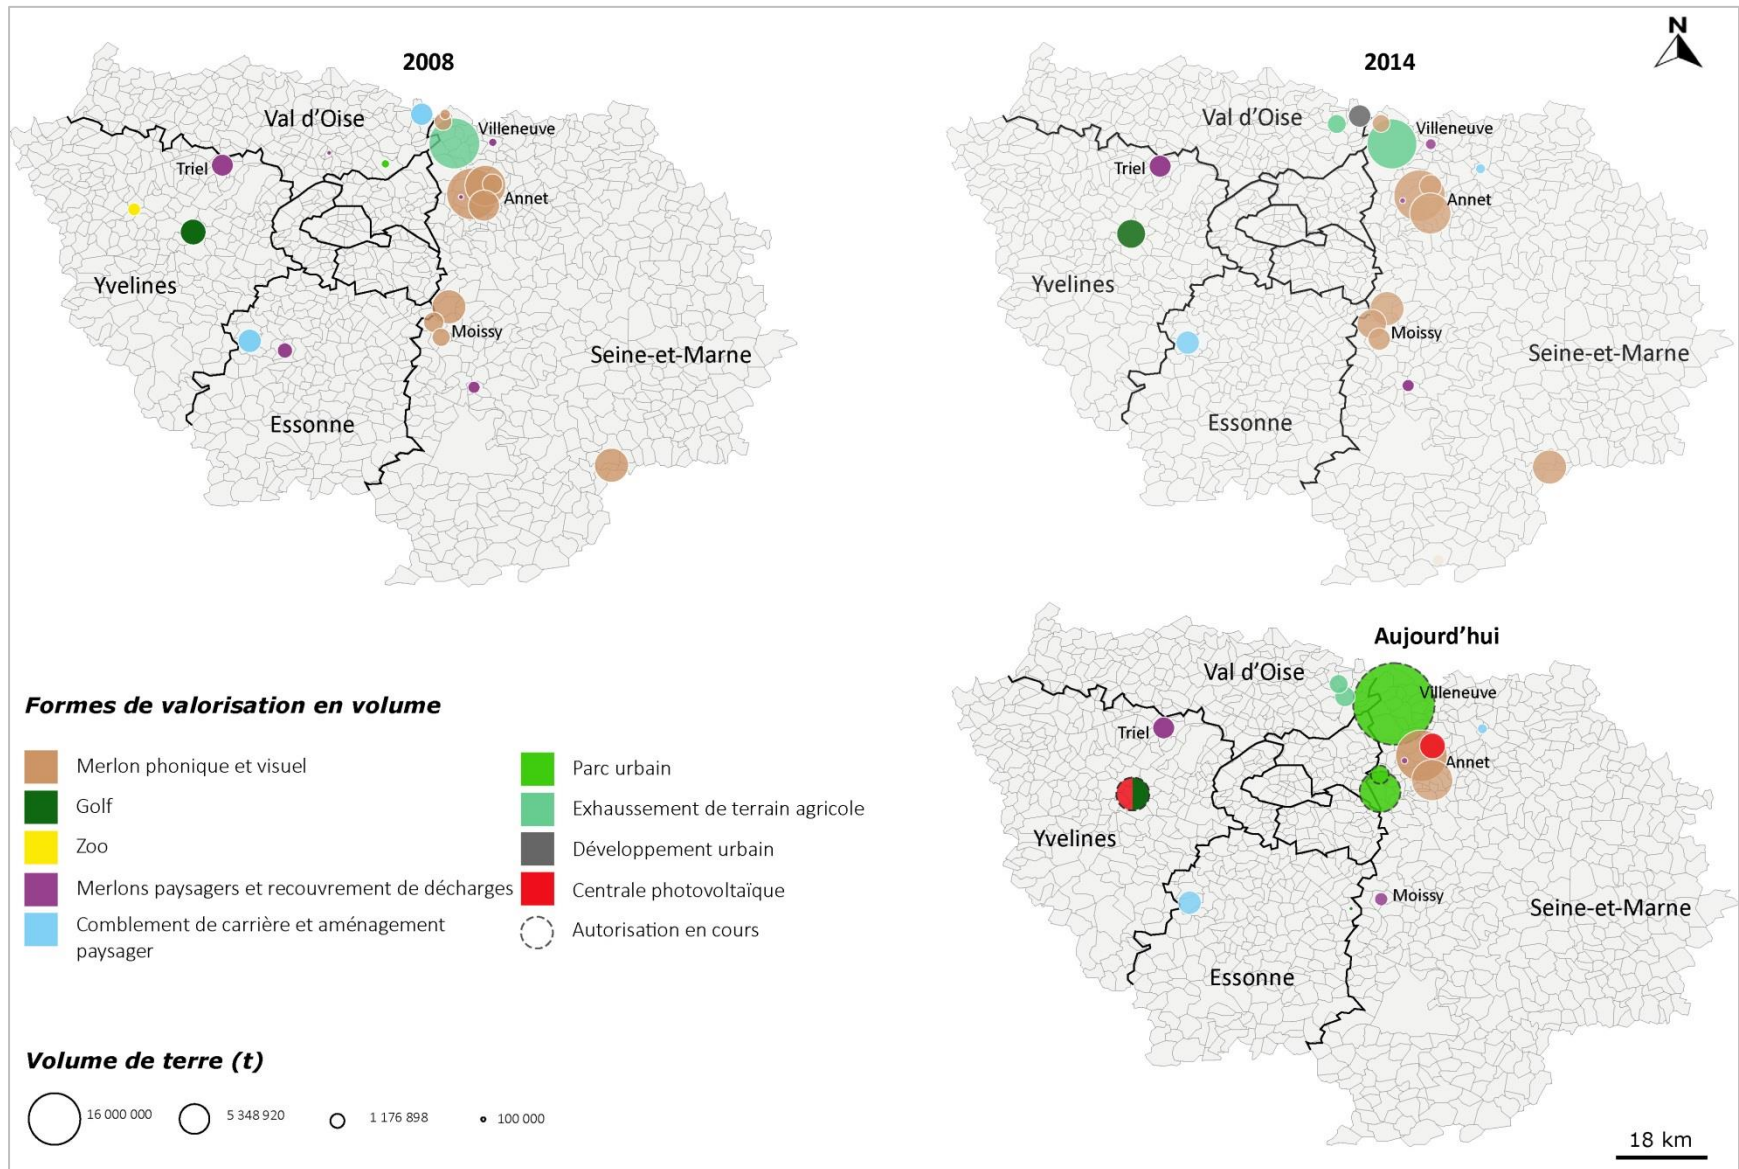 2008
Val d'Oise
Villeneuve
Triel
Annet
Yvelines
Moissy
Seine-et-Marne
Essonne
2014
N
Val d'Oise
Villeneuve
Triel
Annet
Yvelines
Moissy
Seine-et-Marne
Essonne
Aujourd'hui
Val d'Oise
Villeneuve
Triel
Annet
Yvelines
Moissy
Seine-et-Marne
Essonne
Formes de valorisation en volume
Merlon phonique et visuel
Golf
Zoo
Merlons paysagers et recouvrement de décharges
Comblement de carrière et aménagement
paysager
Parc urbain
Exhaussement de terrain agricole
Développement urbain
Centrale photovoltaïque
Autorisation en cours
Volume de terre (t)
16 000 000
5 348 920
1 176 898
100 000
18 km